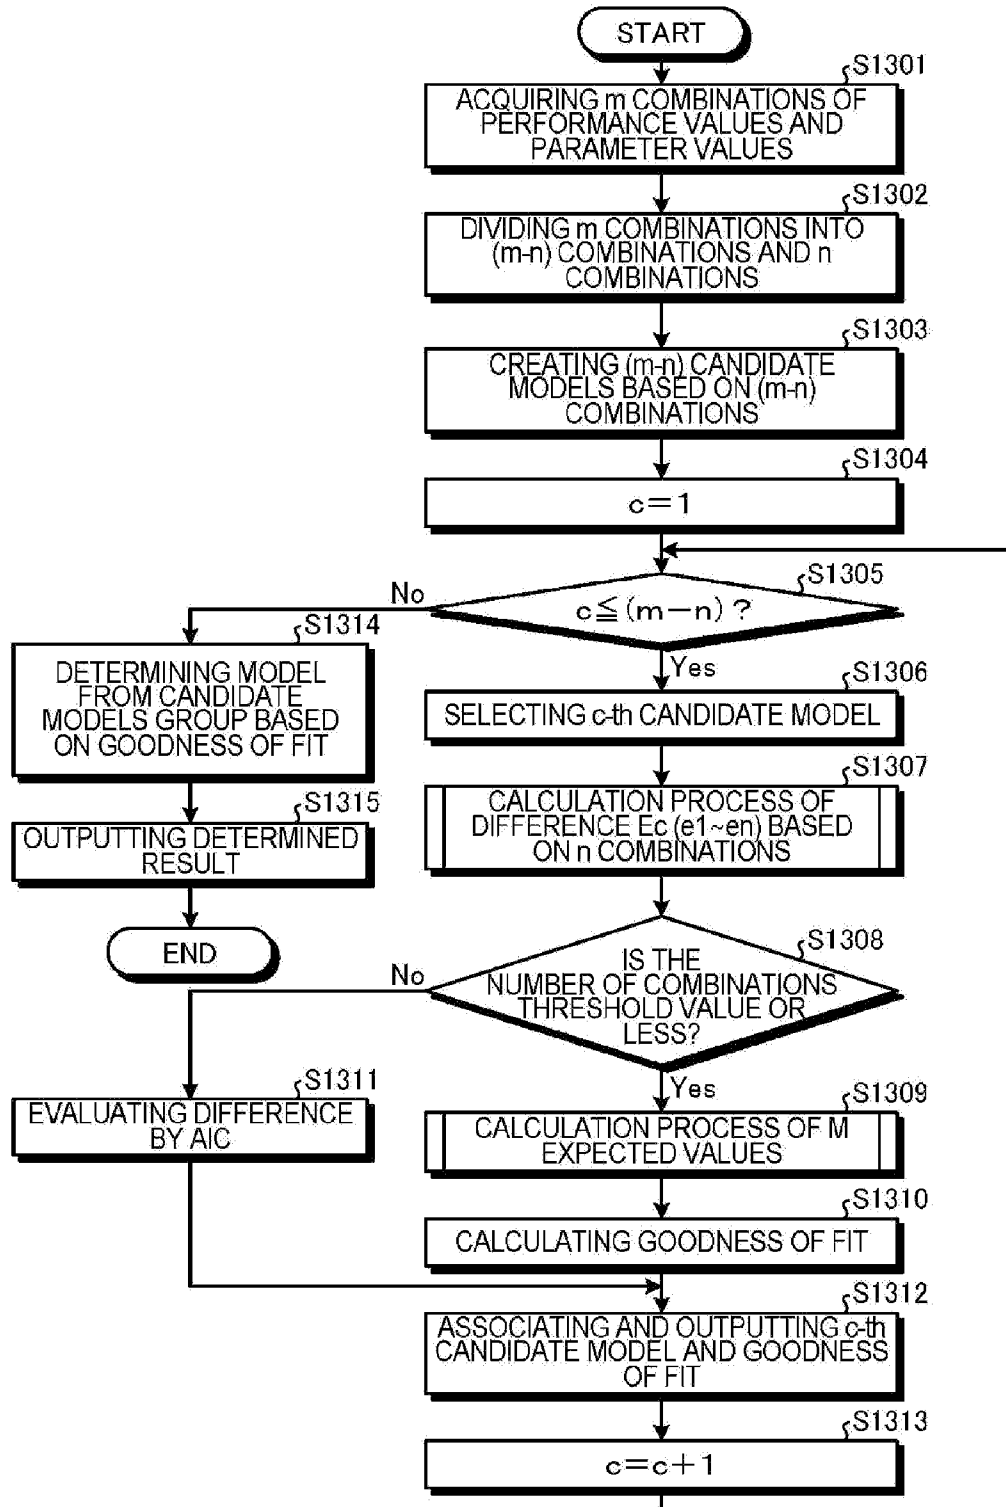 START
S1301
ACQUIRING m COMBINATIONS OF
PERFORMANCE VALUES AND
PARAMETER VALUES
S1302
DIVIDING m COMBINATIONS INTO
(m-n) COMBINATIONS AND n
COMBINATIONS
S1303
CREATING (m-n) CANDIDATE
MODELS BASED ON (m-n)
COMBINATIONS
S1304
c=1
S1305
c≦(m-n)?
No
Yes
S1314
DETERMINING MODEL
FROM CANDIDATE
MODELS GROUP BASED
ON GOODNESS OF FIT
S1315
OUTPUTTING DETERMINED
RESULT
END
S1306
SELECTING c-th CANDIDATE MODEL
S1307
CALCULATION PROCESS OF
DIFFERENCE Ec (e1~en) BASED
ON n COMBINATIONS
S1308
IS THE
NUMBER OF COMBINATIONS
THRESHOLD VALUE OR
LESS?
No
Yes
S1311
EVALUATING DIFFERENCE
BY AIC
S1309
CALCULATION PROCESS OF M
EXPECTED VALUES
S1310
CALCULATING GOODNESS OF FIT
S1312
ASSOCIATING AND OUTPUTTING c-th
CANDIDATE MODEL AND GOODNESS
OF FIT
S1313
c=c+1